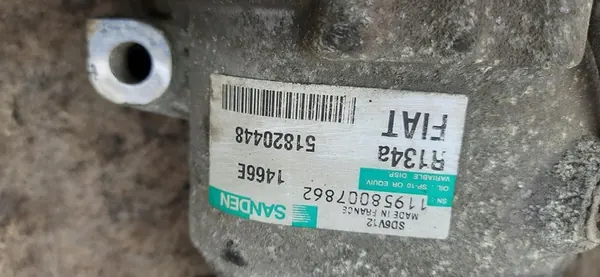 SANDEN
SD6V12
MADE IN FRANCE
SN : 11958007862
1466E
OIL : SP-10 OR EQUIV
VARIABLE DISP
R134a
51820448
FIAT